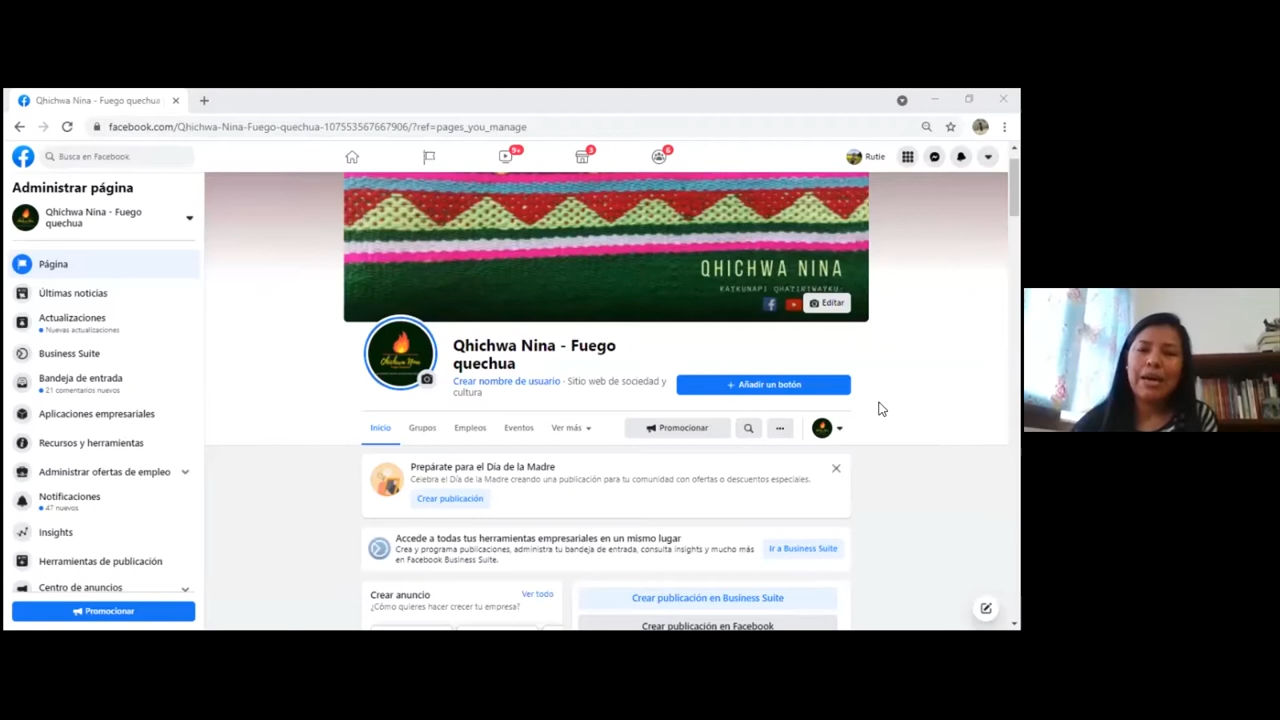 Qhichwa Nina - Fuego quechua
facebook.com/Qhichwa-Nina-Fuego-quechua-107553567667906/?ref=pages_you_manage
Busca en Facebook
9+
3
6
Rutie
Administrar página
Qhichwa Nina - Fuego
quechua
Página
Últimas noticias
Actualizaciones
Nuevas actualizaciones
Business Suite
Bandeja de entrada
21 comentarios nuevos
Aplicaciones empresariales
Recursos y herramientas
Administrar ofertas de empleo
Notificaciones
47 nuevos
Insights
Herramientas de publicación
Centro de anuncios
Promocionar
QHICHWA NINA
Editar
Qhichwa Nina
Qhichwa Nina - Fuego
quechua
Crear nombre de usuario · Sitio web de sociedad y
cultura
+ Añadir un botón
Inicio
Grupos
Empleos
Eventos
Ver más
Promocionar
Prepárate para el Día de la Madre
Celebra el Día de la Madre creando una publicación para tu comunidad con ofertas o descuentos especiales.
Crear publicación
Accede a todas tus herramientas empresariales en un mismo lugar
Crea y programa publicaciones, administra tu bandeja de entrada, consulta insights y mucho más
en Facebook Business Suite.
Ir a Business Suite
Crear anuncio
Ver todo
¿Cómo quieres hacer crecer tu empresa?
Crear publicación en Business Suite
Crear publicación en Facebook